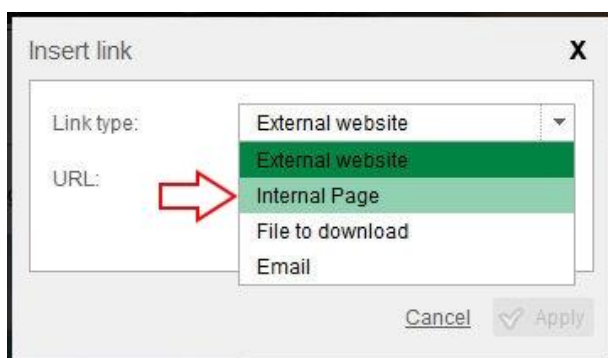 Insert link X
Link type: External website
External website
URL: Internal Page
File to download
Email
Cancel Apply